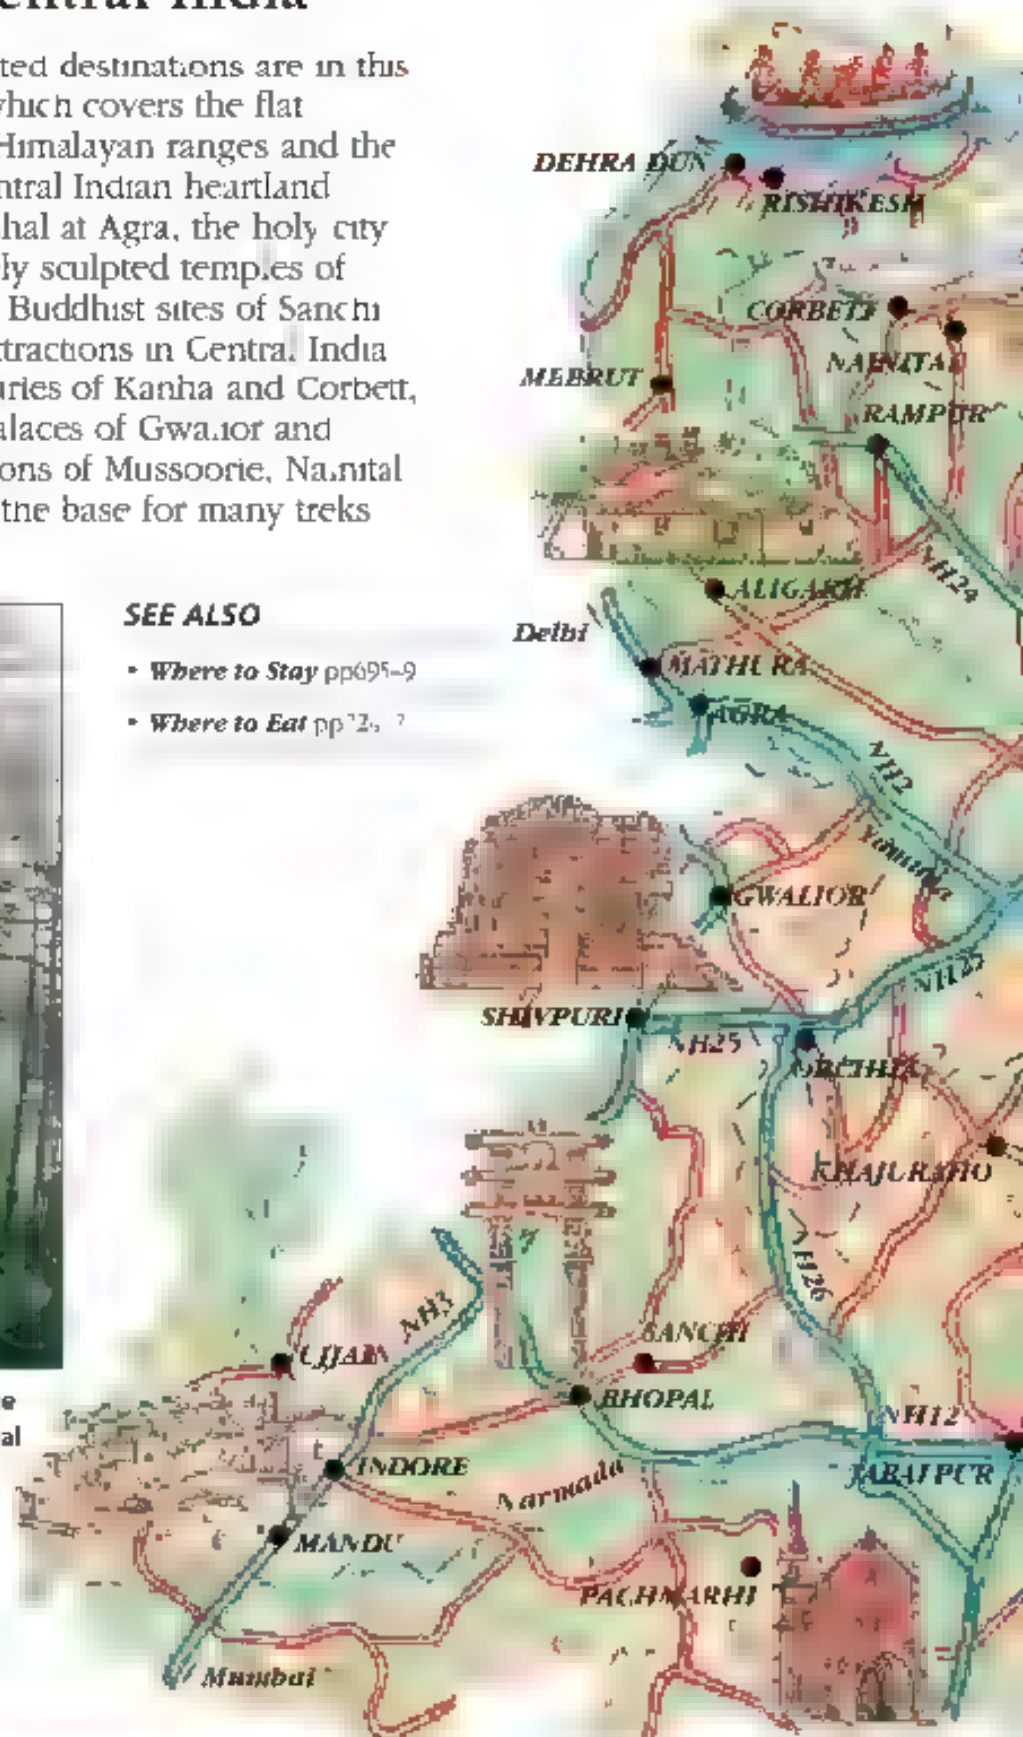 ted destinations are in this
which covers the flat
Himalayan ranges and the
ntral Indian heartland
hal at Agra, the holy city
ly sculpted temples of
Buddhist sites of Sanchi
ttractions in Central India
uries of Kanha and Corbett,
alaces of Gwalior and
ons of Mussoorie, Nainital
the base for many treks
SEE ALSO
• Where to Stay pp695–9
• Where to Eat
al
DEHRA DUN
RISHIKESH
CORBETT
NAINITAL
MEERUT
RAMPUR
NH24
ALIGARH
Delhi
MATHURA
AGRA
NH2
Yamuna
GWALIOR
NH25
SHIVPURI
NH25
ORCHHA
KHAJURAHO
NH26
NH3
SANCHI
UJJAIN
BHOPAL
NH12
INDORE
Narmada
JABALPUR
MANDU
PACHMARHI
Mumbai